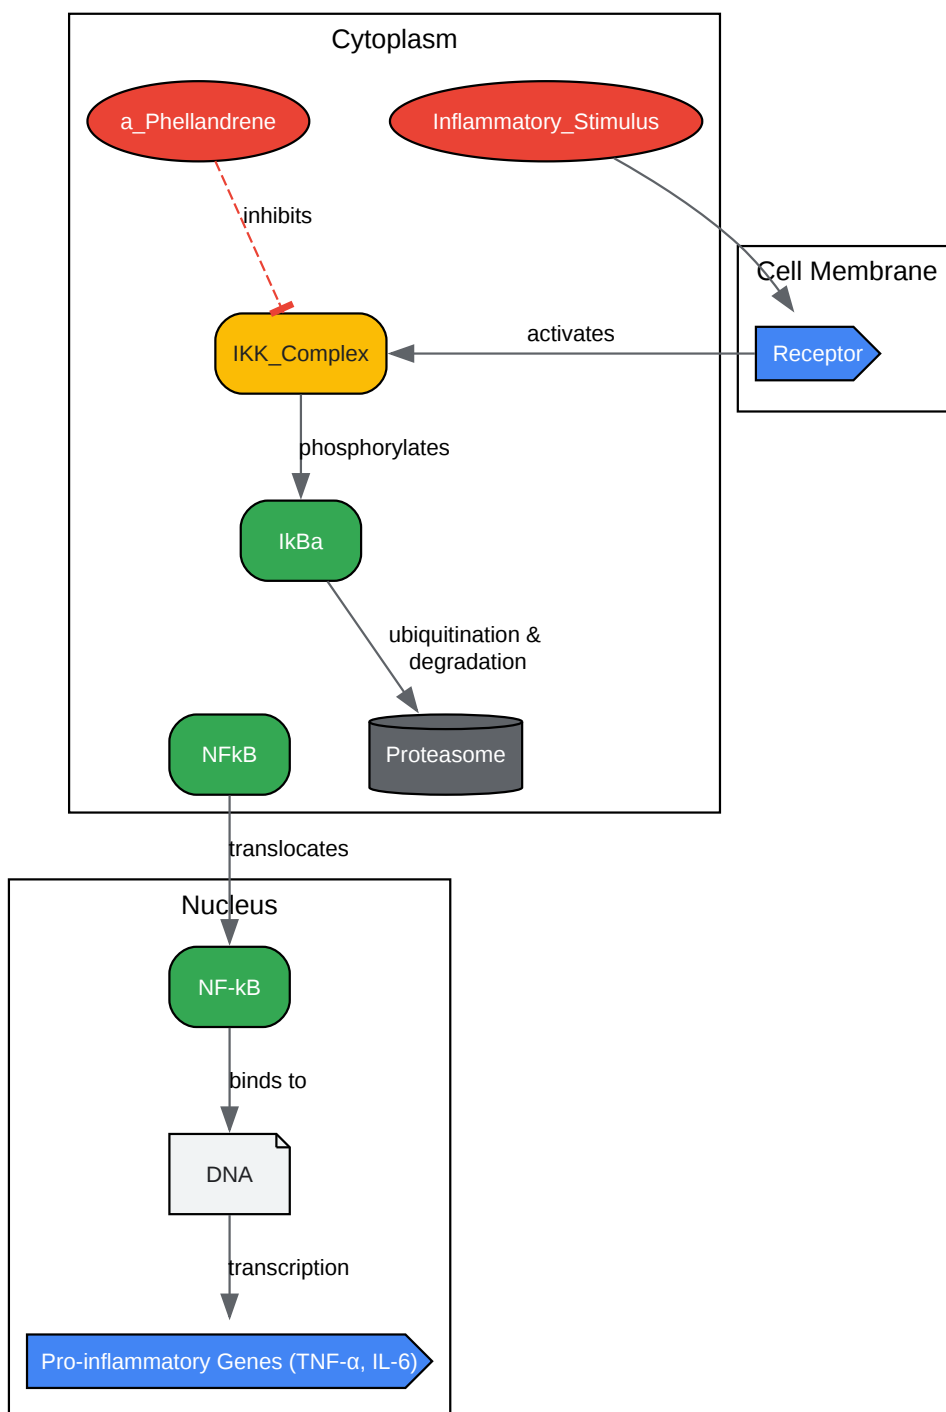 Cytoplasm
a_Phellandrene
Inflammatory_Stimulus
inhibits
Cell Membrane
activates
IKK_Complex
Receptor
phosphorylates
IkBa
ubiquitination &
degradation
NFkB
Proteasome
translocates
Nucleus
NF-kB
binds to
DNA
transcription
Pro-inflammatory Genes (TNF-α, IL-6)